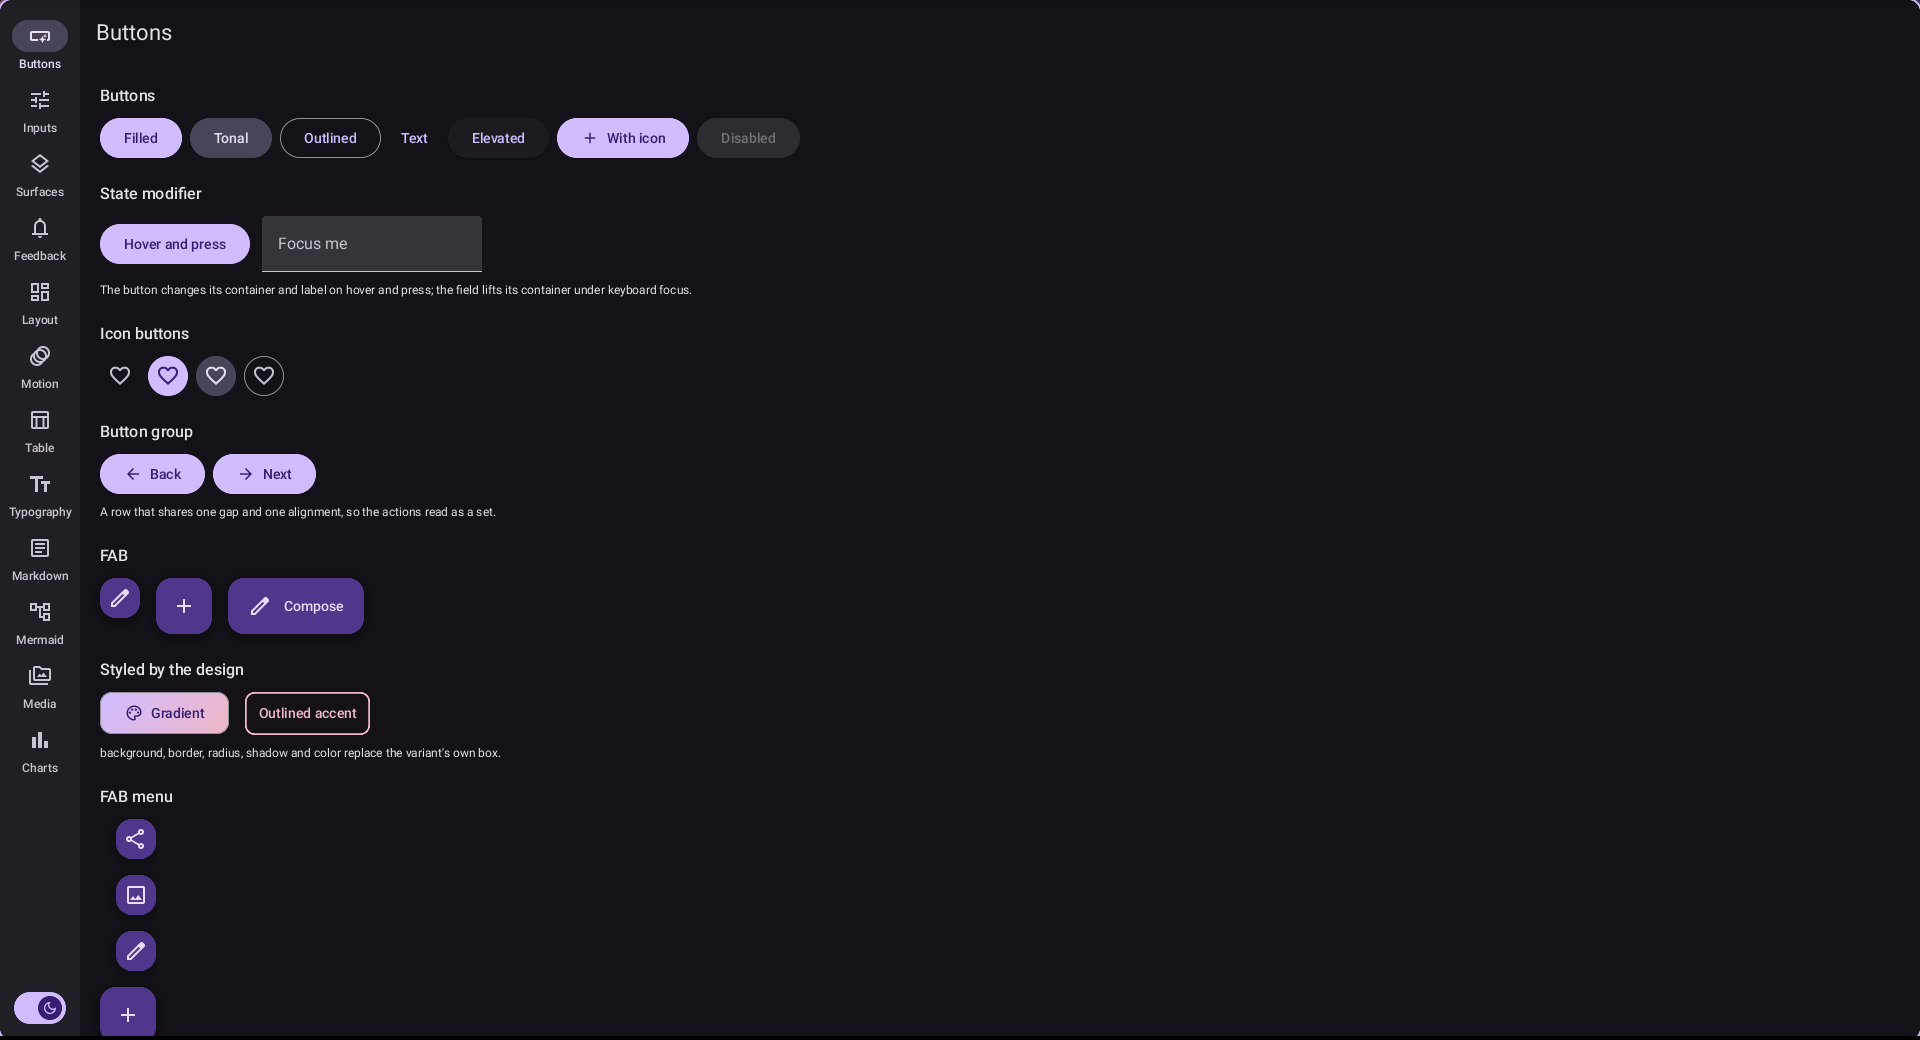 Buttons
Inputs
Surfaces
Feedback
Layout
Motion
Table
Typography
Markdown
Mermaid
Media
Charts
Buttons
Buttons
Filled
Tonal
Outlined
Text
Elevated
With icon
Disabled
State modifier
Hover and press
Focus me
The button changes its container and label on hover and press; the field lifts its container under keyboard focus.
Icon buttons
Button group
Back
Next
A row that shares one gap and one alignment, so the actions read as a set.
FAB
Compose
Styled by the design
Gradient
Outlined accent
background, border, radius, shadow and color replace the variant's own box.
FAB menu